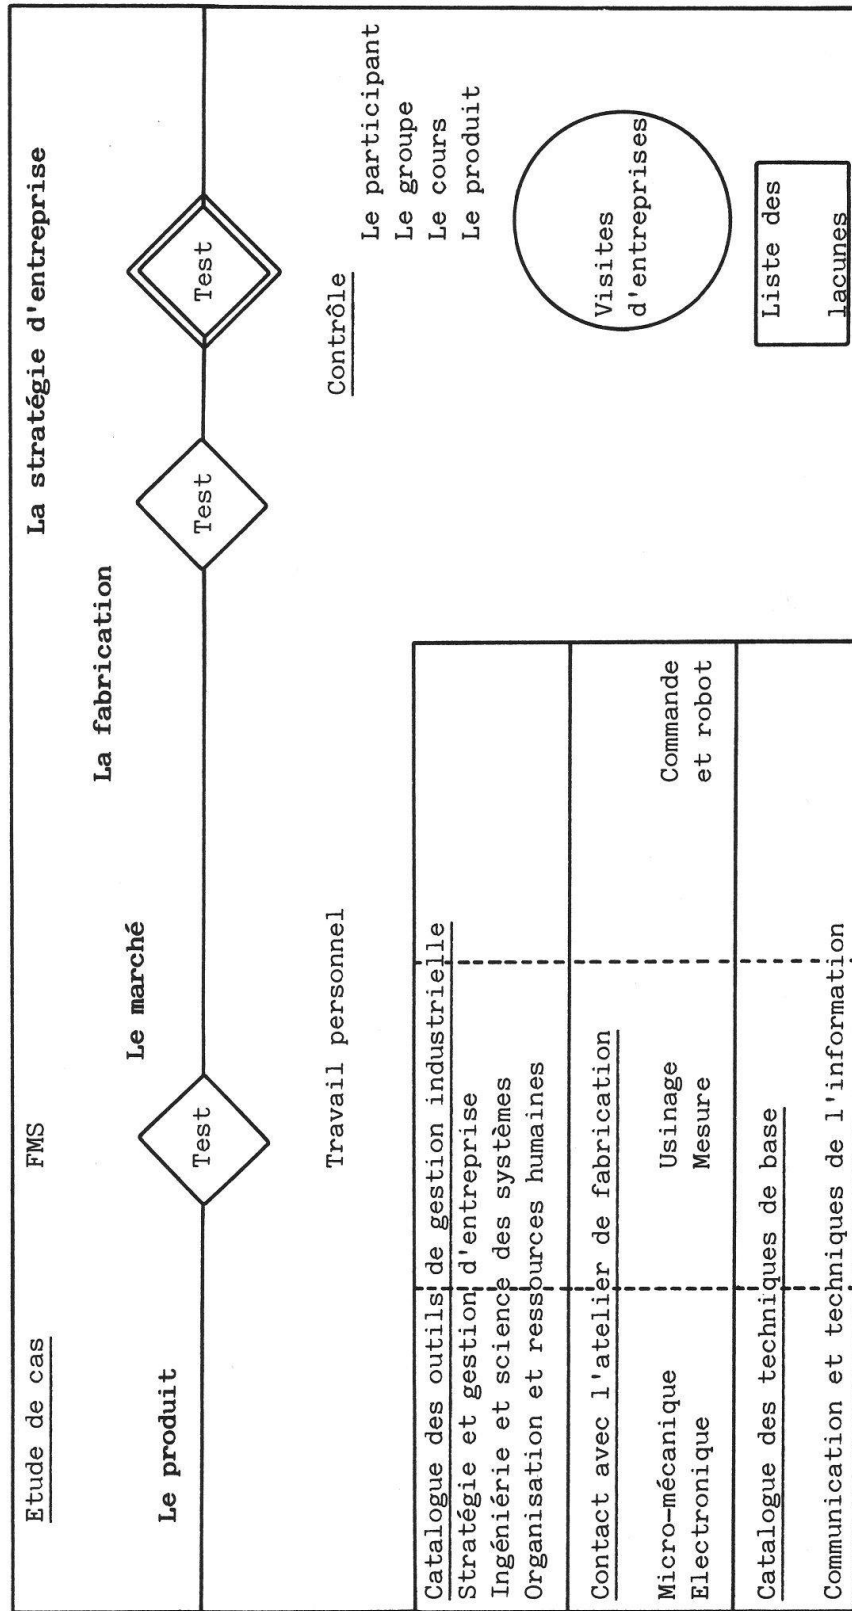 Etude de cas
FMS
La stratégie d'entreprise
La fabrication
Le marché
Le produit
Test
Test
Test
Travail personnel
Contrôle
Le participant
Le groupe
Le cours
Le produit
Catalogue des outils de gestion industrielle
Stratégie et gestion d'entreprise
Ingéniérie et science des systèmes
Organisation et ressources humaines
Visites
d'entreprises
Contact avec l'atelier de fabrication
Micro-mécanique
Electronique
Usinage
Mesure
Commande
et robot
Catalogue des techniques de base
Communication et techniques de l'information
Liste des
lacunes